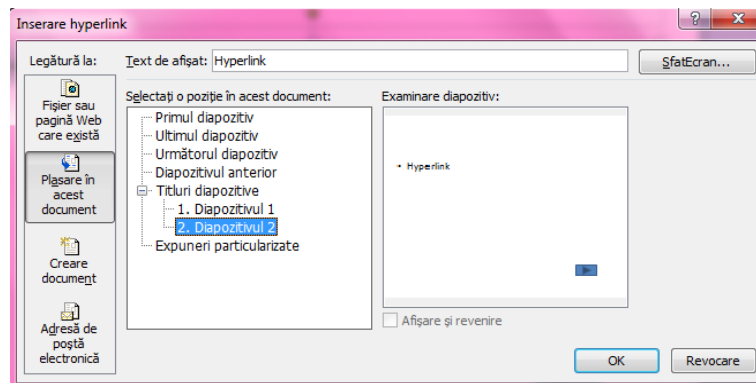 Inserare hyperlink
Legătură la:
Text de afișat: Hyperlink
SfatEcran...
Fișier sau
pagină Web
care există
Plasare în
acest
document
Creare
document
Adresă de
poștă
electronică
Selectați o poziție în acest document:
Primul diapozitiv
Ultimul diapozitiv
Următorul diapozitiv
Diapozitivul anterior
Titluri diapozitive
1. Diapozitivul 1
2. Diapozitivul 2
Expuneri particularizate
Examinare diapozitiv:
• Hyperlink
Afișare și revenire
OK
Revocare